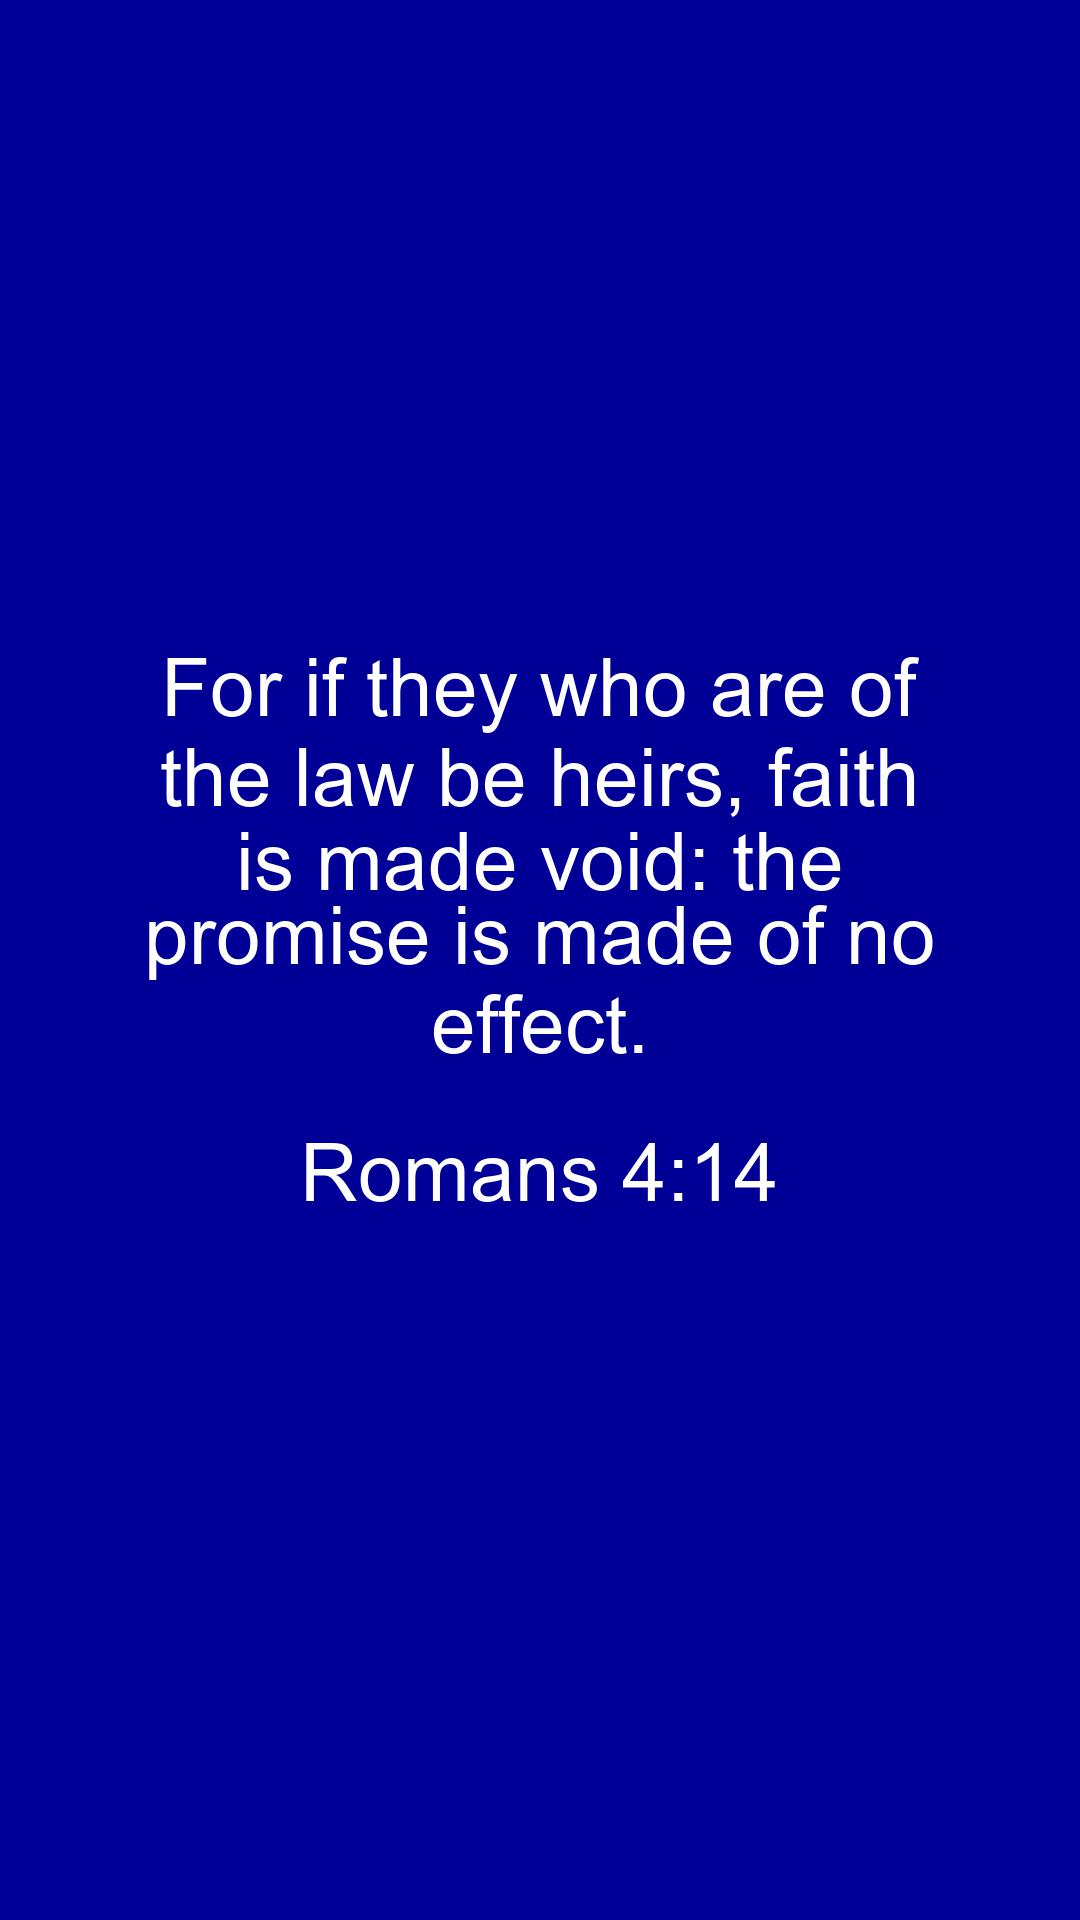 For if they who are of
the law be heirs, faith
is made void: the
promise is made of no
effect.
Romans 4:14